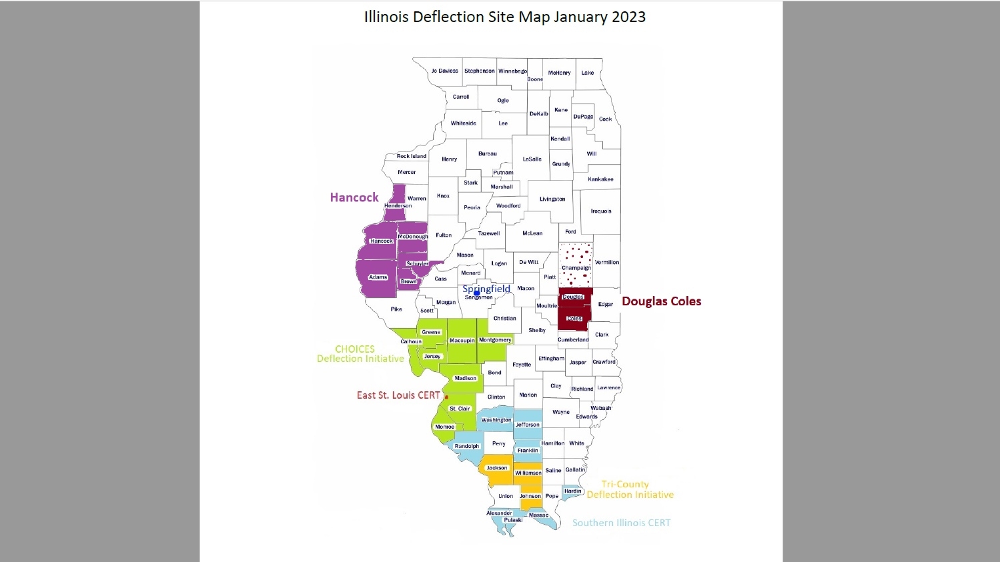 Illinois Deflection Site Map January 2023
Jo Daviess Stephenson Winnebago Boone McHenry Lake
Carroll Ogle DeKalb Kane DuPage Cook
Whiteside Lee Kendall
Rock Island Henry Bureau LaSalle Grundy Will
Mercer Putnam Kankakee
Stark Marshall
Hancock
Henderson Warren Knox Peoria Woodford Livingston Iroquois
Hancock McDonough Fulton Tazewell McLean Ford
Mason
Schuyler Logan De Witt Champaign Vermilion
Adams Brown Cass Menard Piatt
Springfield
Sangamon Macon Douglas
Douglas Coles
Pike Scott Morgan Moultrie Edgar
Christian Coles
Greene Shelby Clark
Calhoun Macoupin Montgomery Cumberland
CHOICES
Deflection Initiative
Jersey Fayette Effingham Jasper Crawford
Madison Bond
Clay Richland Lawrence
East St. Louis CERT
Clinton Marion
St. Clair Wayne Edwards Wabash
Monroe Washington Jefferson
Randolph Perry Franklin Hamilton White
Jackson Williamson Saline Gallatin
Tri-County
Deflection Initiative
Union Johnson Pope Hardin
Alexander Pulaski Massac
Southern Illinois CERT